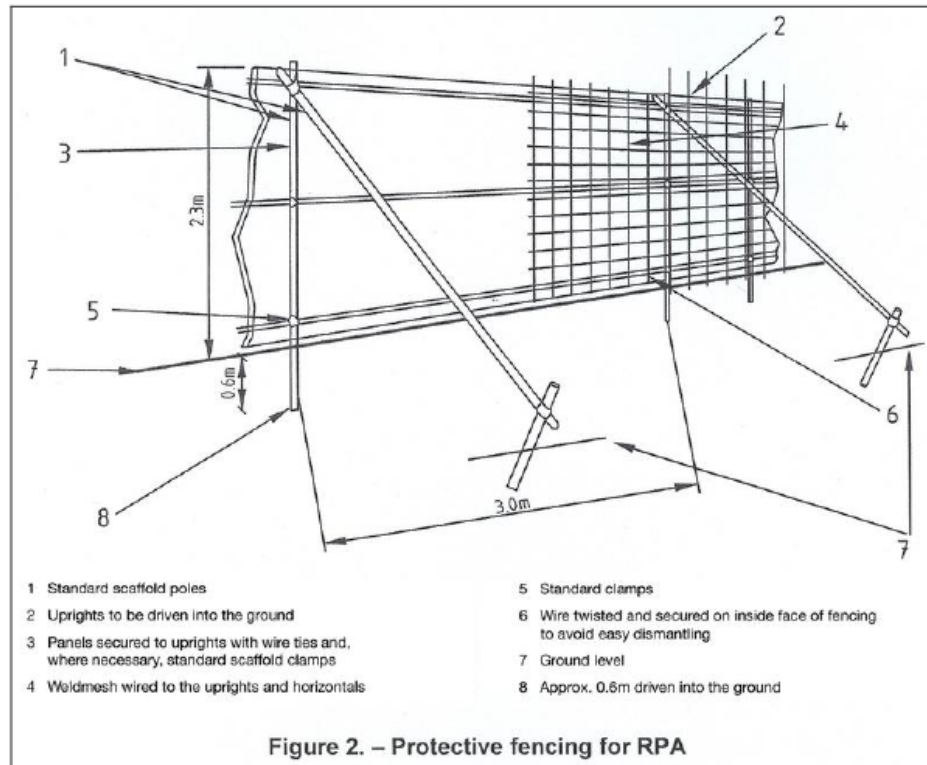 1
2
3
4
2.3m
5
7
0.6m
6
8
3.0m
7
1 Standard scaffold poles
2 Uprights to be driven into the ground
3 Panels secured to uprights with wire ties and,
where necessary, standard scaffold clamps
4 Weldmesh wired to the uprights and horizontals
5 Standard clamps
6 Wire twisted and secured on inside face of fencing
to avoid easy dismantling
7 Ground level
8 Approx. 0.6m driven into the ground
Figure 2. – Protective fencing for RPA